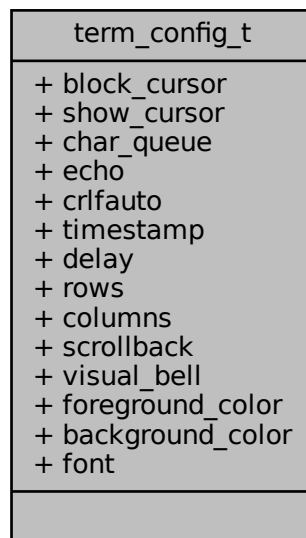 term_config_t
+ block_cursor
+ show_cursor
+ char_queue
+ echo
+ crlfauto
+ timestamp
+ delay
+ rows
+ columns
+ scrollback
+ visual_bell
+ foreground_color
+ background_color
+ font